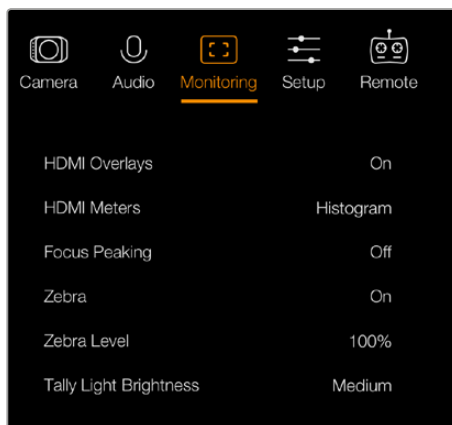 Camera Audio Monitoring Setup Remote
HDMI Overlays On
HDMI Meters Histogram
Focus Peaking Off
Zebra On
Zebra Level 100%
Tally Light Brightness Medium